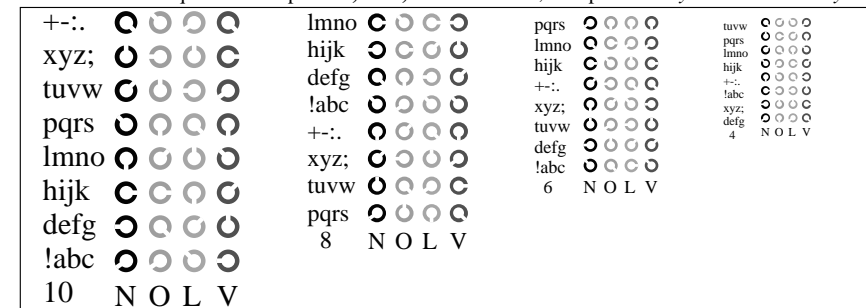 +-:.
xyz;
tuvw
pqrs
lmno
hijk
defg
!abc
10 N O L V
lmno
hijk
defg
!abc
+-:.
xyz;
tuvw
pqrs
8 N O L V
pqrs
lmno
hijk
+-:.
xyz;
tuvw
defg
!abc
6 N O L V
tuvw
pqrs
lmno
hijk
+-:.
!abc
xyz;
defg
4 N O L V